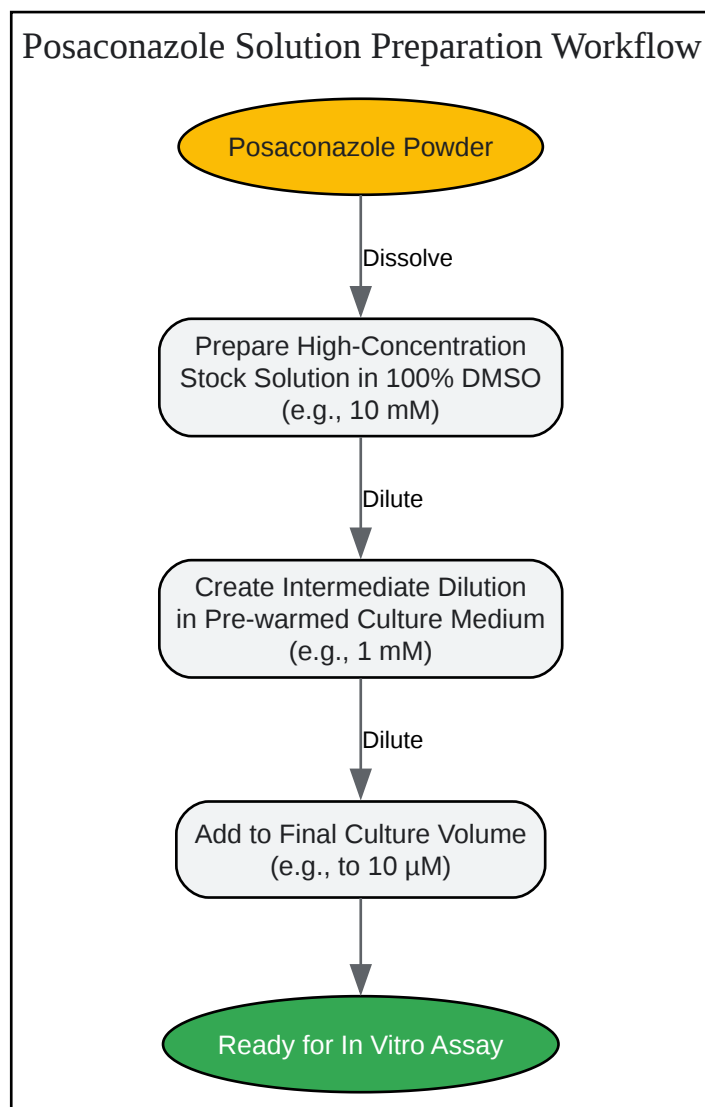 Posaconazole Solution Preparation Workflow
Posaconazole Powder
Dissolve
Prepare High-Concentration
Stock Solution in 100% DMSO
(e.g., 10 mM)
Dilute
Create Intermediate Dilution
in Pre-warmed Culture Medium
(e.g., 1 mM)
Dilute
Add to Final Culture Volume
(e.g., to 10 µM)
Ready for In Vitro Assay